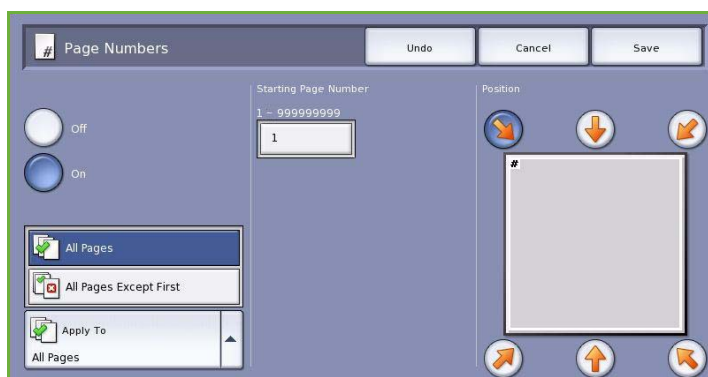 # Page Numbers
Undo
Cancel
Save
Off
On
Starting Page Number
1 - 999999999
1
Position
#
All Pages
All Pages Except First
Apply To
All Pages